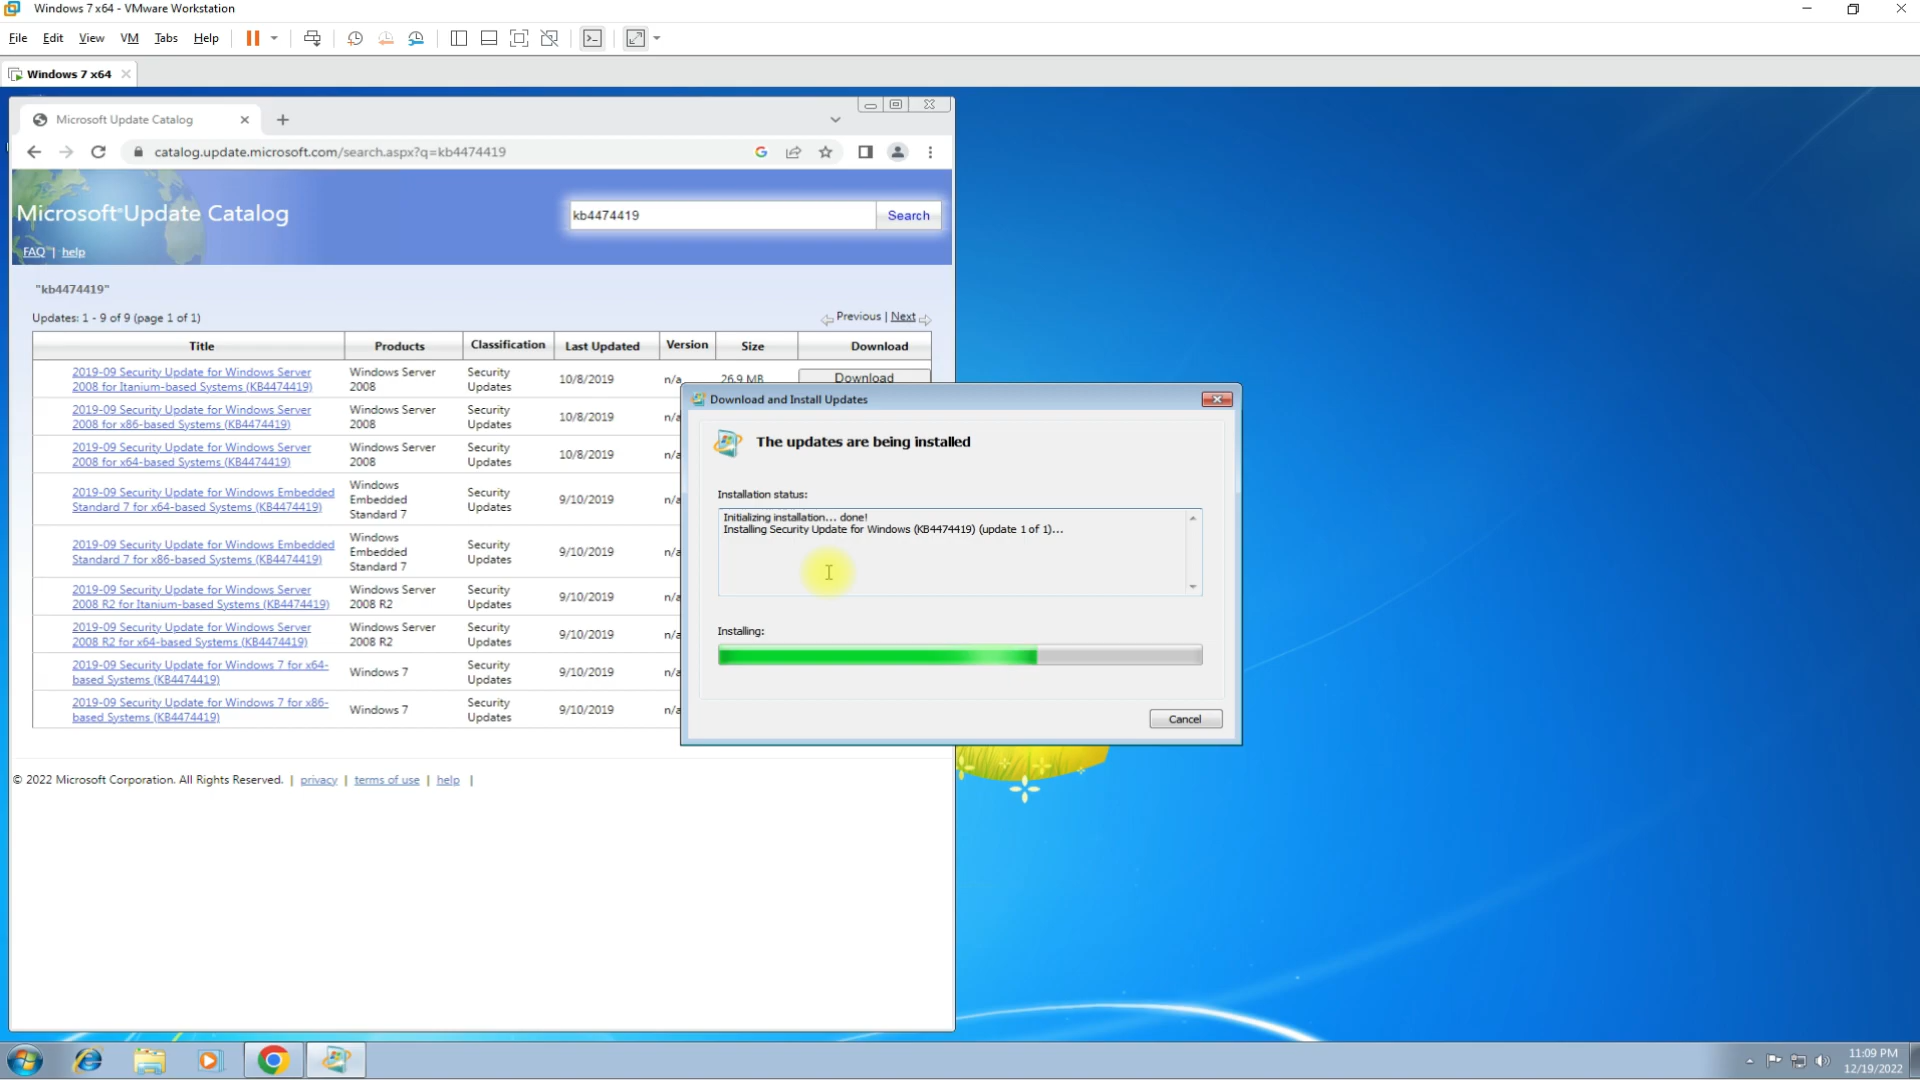 Windows 7 x64 - VMware Workstation
File Edit View VM Tabs Help
Windows 7 x64
Microsoft Update Catalog
catalog.update.microsoft.com/search.aspx?q=kb4474419
Microsoft® Update Catalog
kb4474419 Search
FAQ | help
"kb4474419"
Updates: 1 - 9 of 9 (page 1 of 1)
Previous | Next
Title Products Classification Last Updated Version Size Download
2019-09 Security Update for Windows Server
2008 for Itanium-based Systems (KB4474419)
Windows Server
2008
Security
Updates
10/8/2019
n/a
26.9 MB
Download
2019-09 Security Update for Windows Server
2008 for x86-based Systems (KB4474419)
Windows Server
2008
Security
Updates
10/8/2019
n/a
2019-09 Security Update for Windows Server
2008 for x64-based Systems (KB4474419)
Windows Server
2008
Security
Updates
10/8/2019
n/a
2019-09 Security Update for Windows Embedded
Standard 7 for x64-based Systems (KB4474419)
Windows
Embedded
Standard 7
Security
Updates
9/10/2019
n/a
2019-09 Security Update for Windows Embedded
Standard 7 for x86-based Systems (KB4474419)
Windows
Embedded
Standard 7
Security
Updates
9/10/2019
n/a
2019-09 Security Update for Windows Server
2008 R2 for Itanium-based Systems (KB4474419)
Windows Server
2008 R2
Security
Updates
9/10/2019
n/a
2019-09 Security Update for Windows Server
2008 R2 for x64-based Systems (KB4474419)
Windows Server
2008 R2
Security
Updates
9/10/2019
n/a
2019-09 Security Update for Windows 7 for x64-
based Systems (KB4474419)
Windows 7
Security
Updates
9/10/2019
n/a
2019-09 Security Update for Windows 7 for x86-
based Systems (KB4474419)
Windows 7
Security
Updates
9/10/2019
n/a
© 2022 Microsoft Corporation. All Rights Reserved. | privacy | terms of use | help |
Download and Install Updates
The updates are being installed
Installation status:
Initializing installation... done!
Installing Security Update for Windows (KB4474419) (update 1 of 1)...
Installing:
Cancel
11:09 PM
12/19/2022